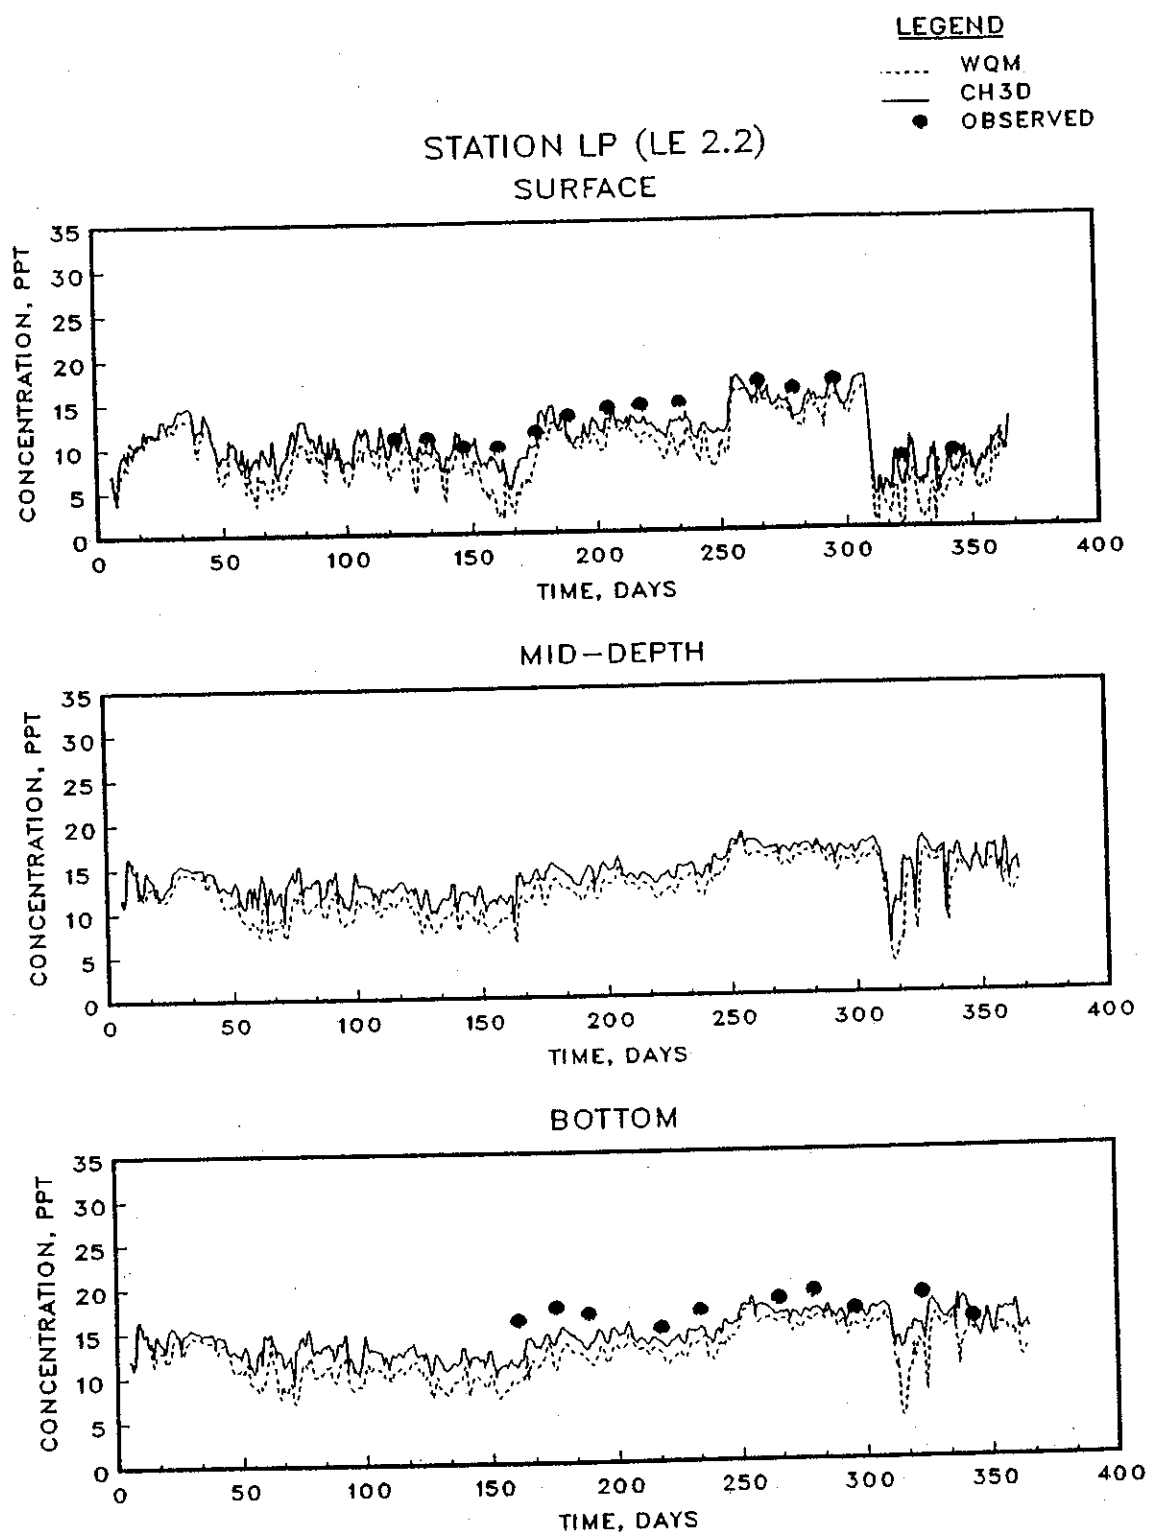 LEGEND
WQM
CH3D
OBSERVED
STATION LP (LE 2.2)
SURFACE
CONCENTRATION, PPT
35
30
25
20
15
10
5
0
0 50 100 150 200 250 300 350 400
TIME, DAYS
MID-DEPTH
CONCENTRATION, PPT
35
30
25
20
15
10
5
0
0 50 100 150 200 250 300 350 400
TIME, DAYS
BOTTOM
CONCENTRATION, PPT
35
30
25
20
15
10
5
0
0 50 100 150 200 250 300 350 400
TIME, DAYS